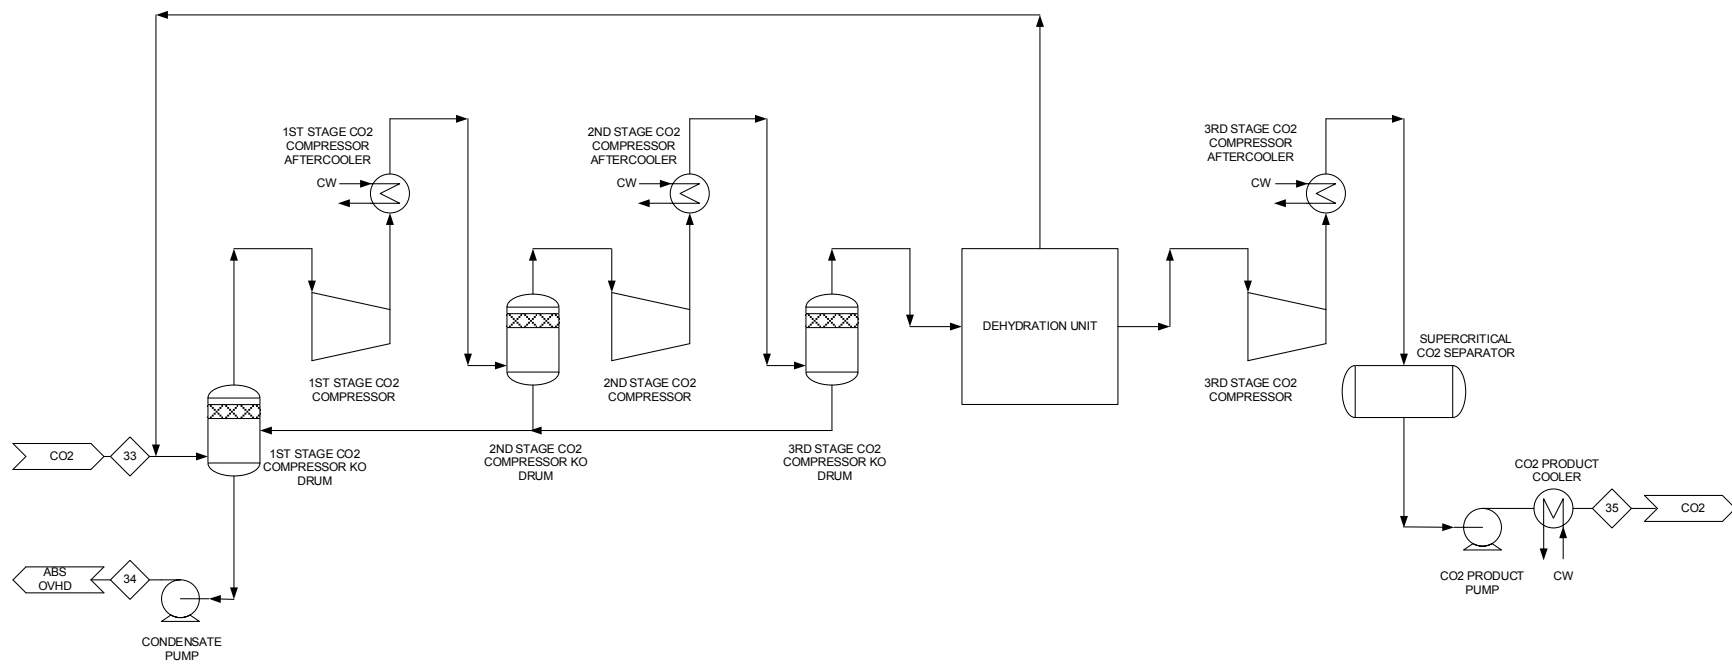 1ST STAGE CO2
COMPRESSOR
AFTERCOOLER
CW
2ND STAGE CO2
COMPRESSOR
AFTERCOOLER
CW
3RD STAGE CO2
COMPRESSOR
AFTERCOOLER
CW
DEHYDRATION UNIT
1ST STAGE CO2
COMPRESSOR
2ND STAGE CO2
COMPRESSOR
3RD STAGE CO2
COMPRESSOR
SUPERCRITICAL
CO2 SEPARATOR
CO2
33
1ST STAGE CO2
COMPRESSOR KO
DRUM
2ND STAGE CO2
COMPRESSOR KO
DRUM
3RD STAGE CO2
COMPRESSOR KO
DRUM
CO2 PRODUCT
COOLER
35
CO2
CO2 PRODUCT
PUMP
CW
ABS
OVHD
34
CONDENSATE
PUMP